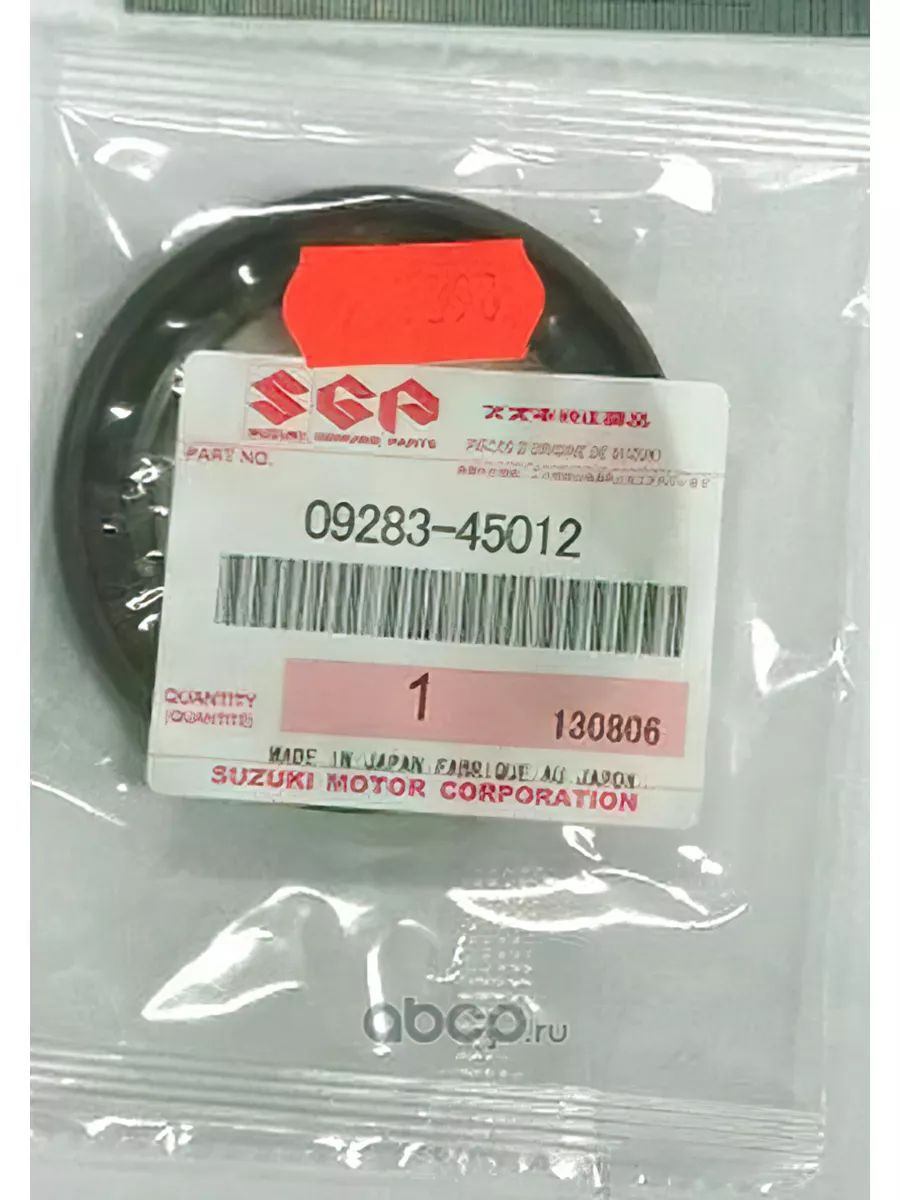 SGP
PARTS
PART NO.
09283-45012
1
QUANTITY
130806
MADE IN JAPAN FABRIQUE AU JAPON
SUZUKI MOTOR CORPORATION
abcp.ru